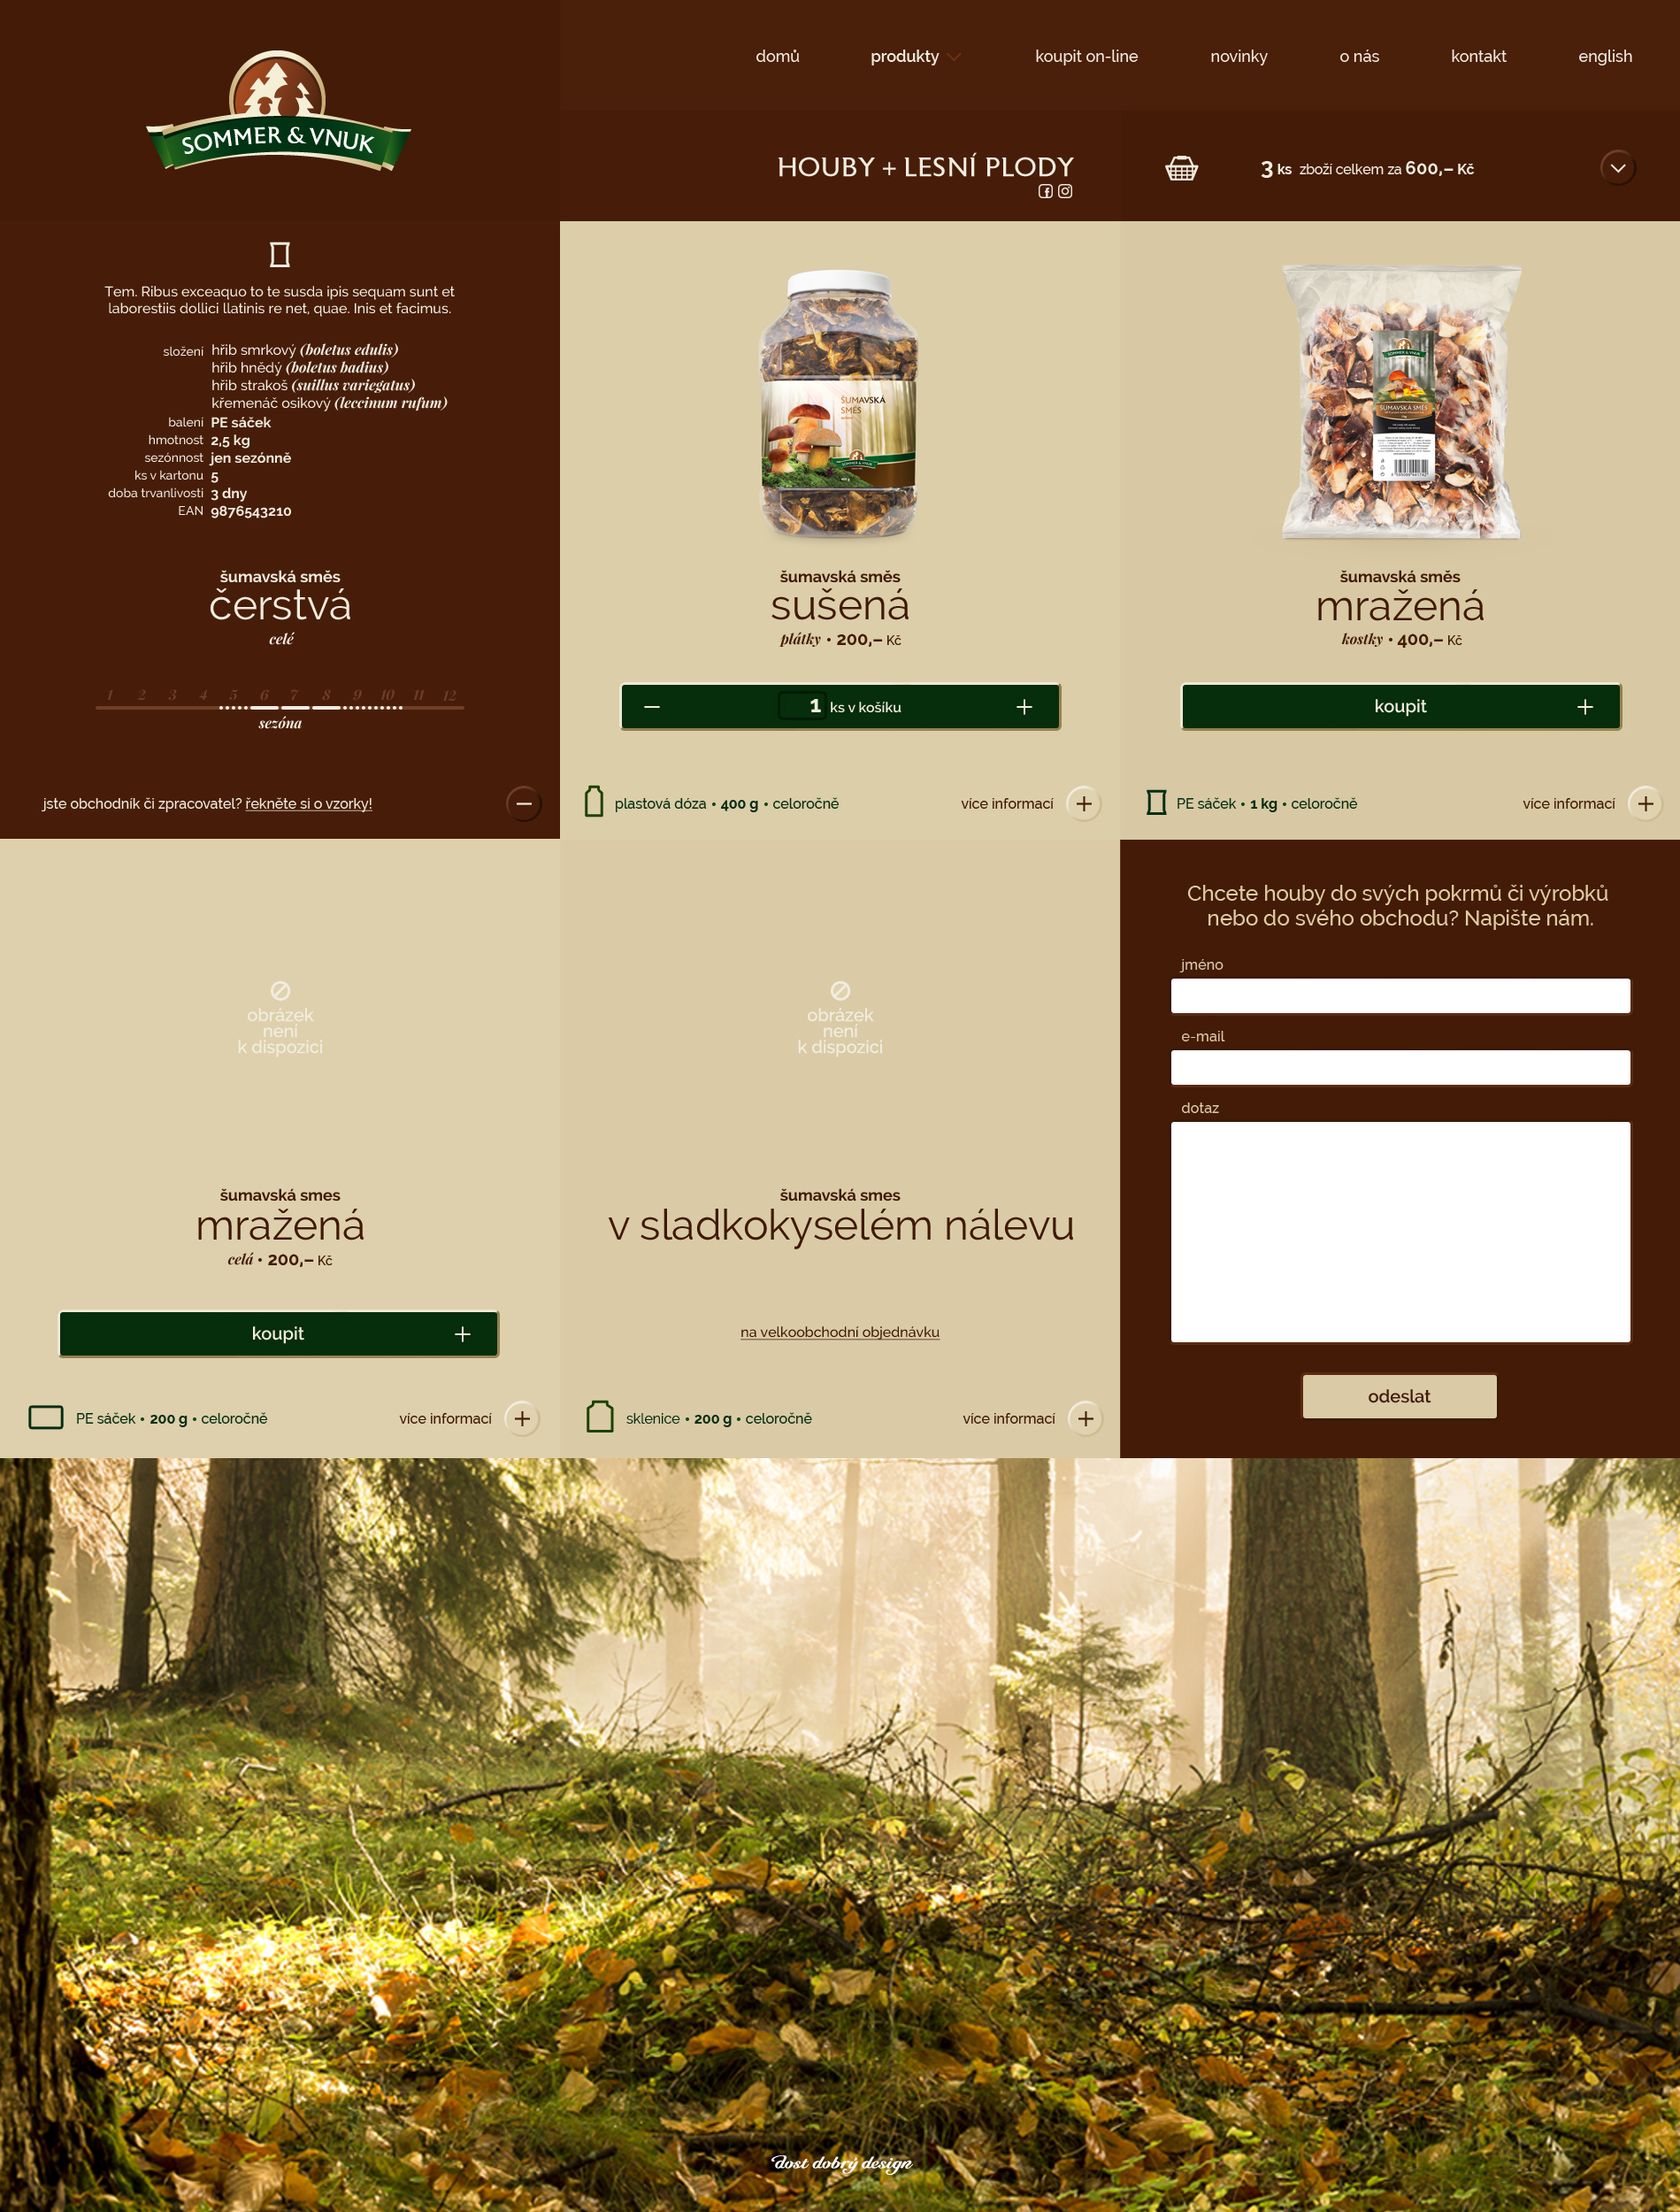 SOMMER & VNUK
domů
produkty
koupit on-line
novinky
o nás
kontakt
english
HOUBY + LESNÍ PLODY
3 ks zboží celkem za 600,– Kč
Tem. Ribus exceaquo to te susda ipis sequam sunt et
laborestiis dollici llatinis re net, quae. Inis et facimus.
složení hřib smrkový (boletus edulis)
hřib hnědý (boletus badius)
hřib strakoš (suillus variegatus)
křemenáč osikový (leccinum rufum)
balení PE sáček
hmotnost 2,5 kg
sezónnost jen sezónně
ks v kartonu 5
doba trvanlivosti 3 dny
EAN 9876543210
šumavská směs
čerstvá
celé
1 2 3 4 5 6 7 8 9 10 11 12
sezóna
jste obchodník či zpracovatel? řekněte si o vzorky!
ŠUMAVSKÁ
SMĚS
SOMMER & VNUK
šumavská směs
sušená
plátky • 200,– Kč
1 ks v košíku
plastová dóza • 400 g • celoročně
více informací
SOMMER & VNUK
ŠUMAVSKÁ SMĚS
šumavská směs
mražená
kostky • 400,– Kč
koupit
PE sáček • 1 kg • celoročně
více informací
obrázek
není
k dispozici
šumavská smes
mražená
celá • 200,– Kč
koupit
PE sáček • 200 g • celoročně
více informací
obrázek
není
k dispozici
šumavská smes
v sladkokyselém nálevu
na velkoobchodní objednávku
sklenice • 200 g • celoročně
více informací
Chcete houby do svých pokrmů či výrobků
nebo do svého obchodu? Napište nám.
jméno
e-mail
dotaz
odeslat
dost dobrý design